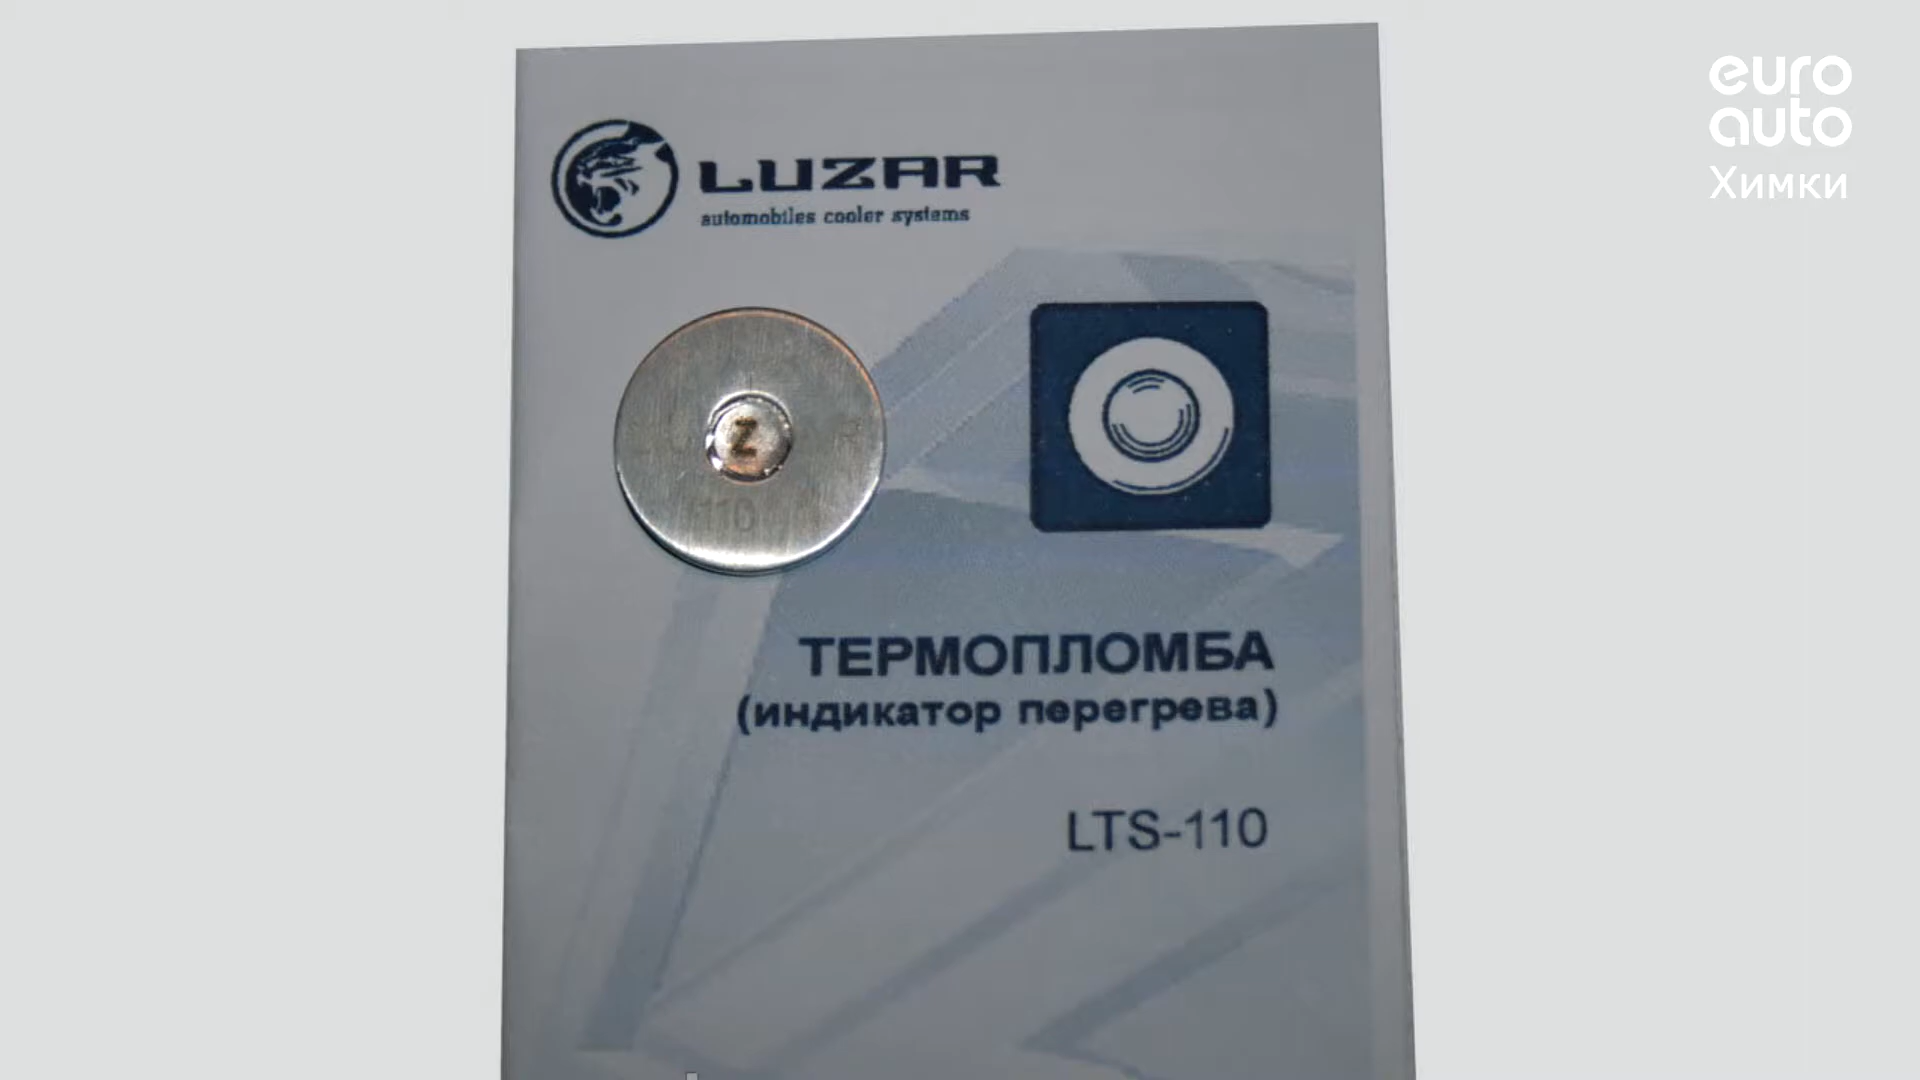 euro
auto
Химки
LUZAR
automobiles cooler systems
Z
R
110
ТЕРМОПЛОМБА
(индикатор перегрева)
LTS-110